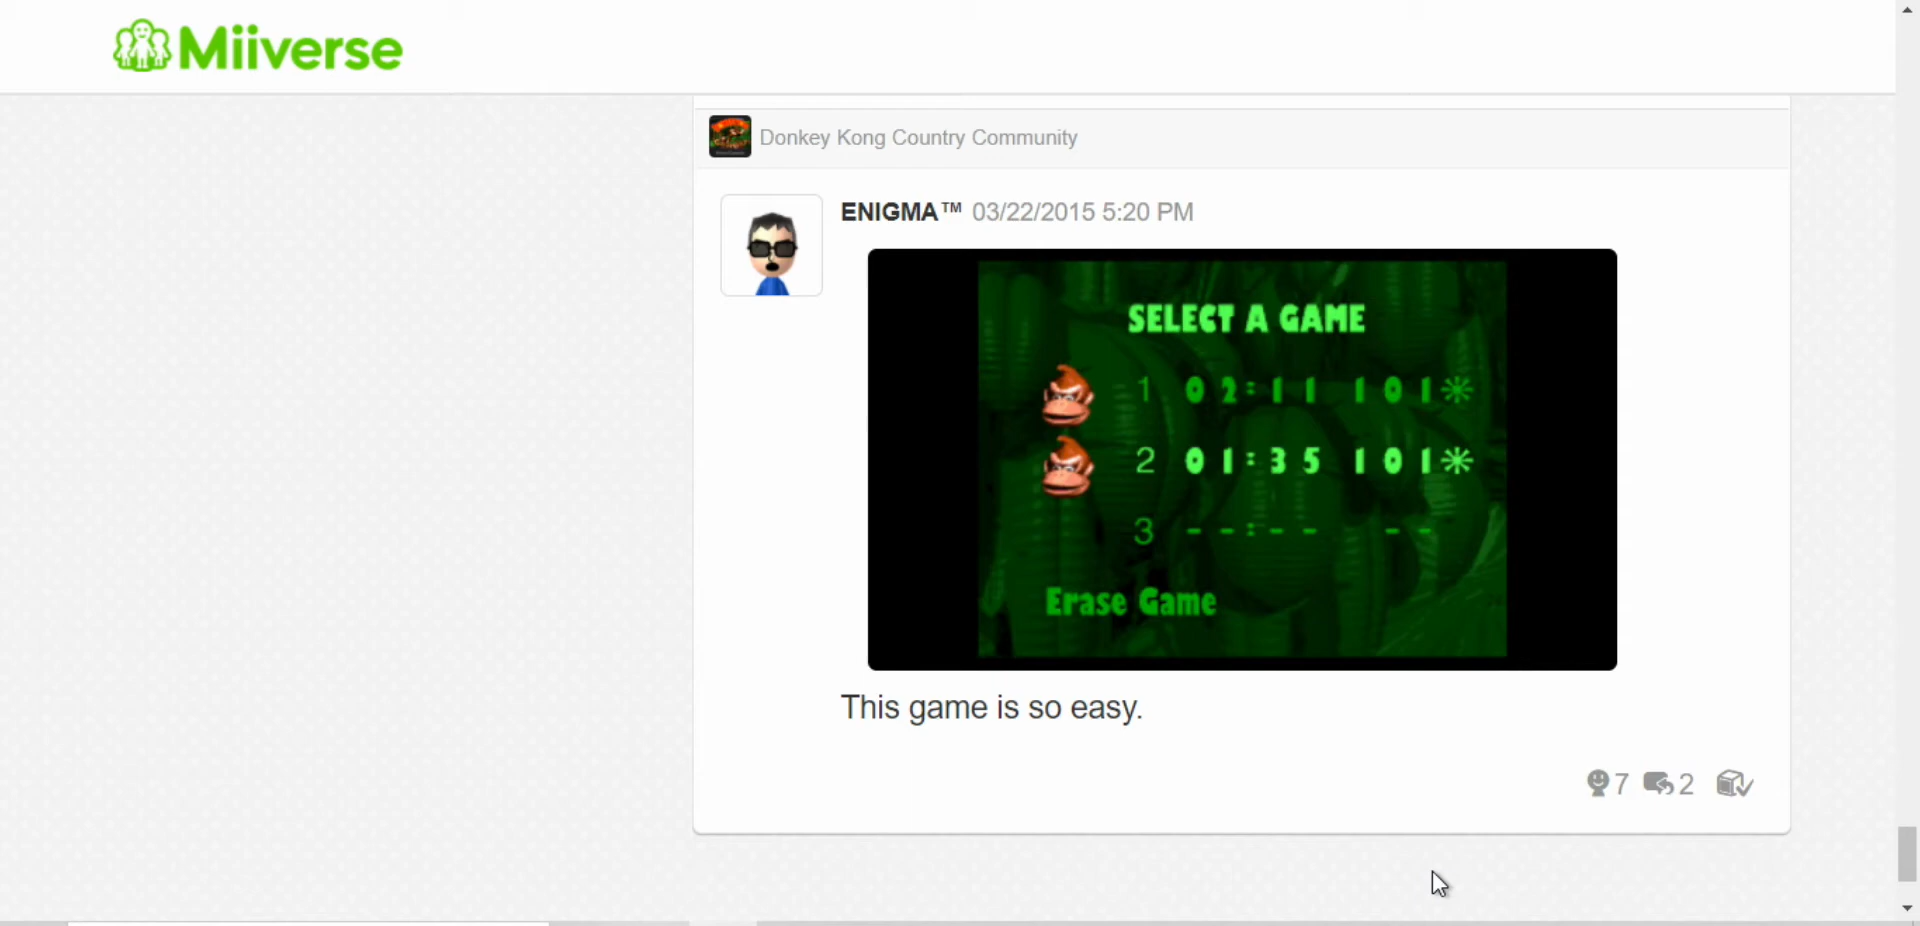 Miiverse
Donkey Kong Country Community
ENIGMA™ 03/22/2015 5:20 PM
SELECT A GAME
1 02:11 101✳
2 01:35 101✳
3 --:-- --
Erase Game
This game is so easy.
7 2